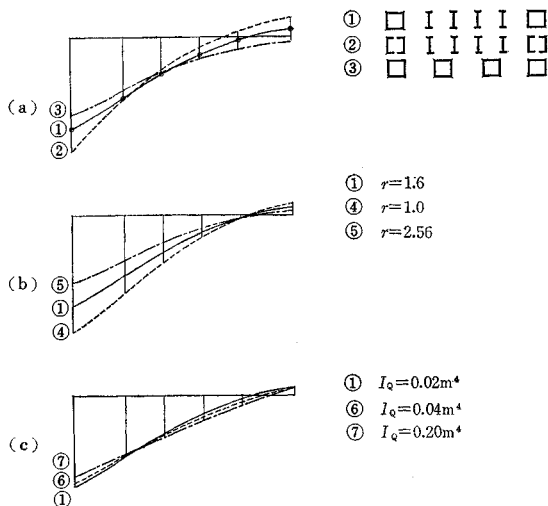 ①
②
③
(a)
③
①
②
① r=1.6
④ r=1.0
⑤ r=2.56
(b)
⑤
①
④
① I_Q=0.02m⁴
⑥ I_Q=0.04m⁴
⑦ I_Q=0.20m⁴
(c)
⑦
⑥
①